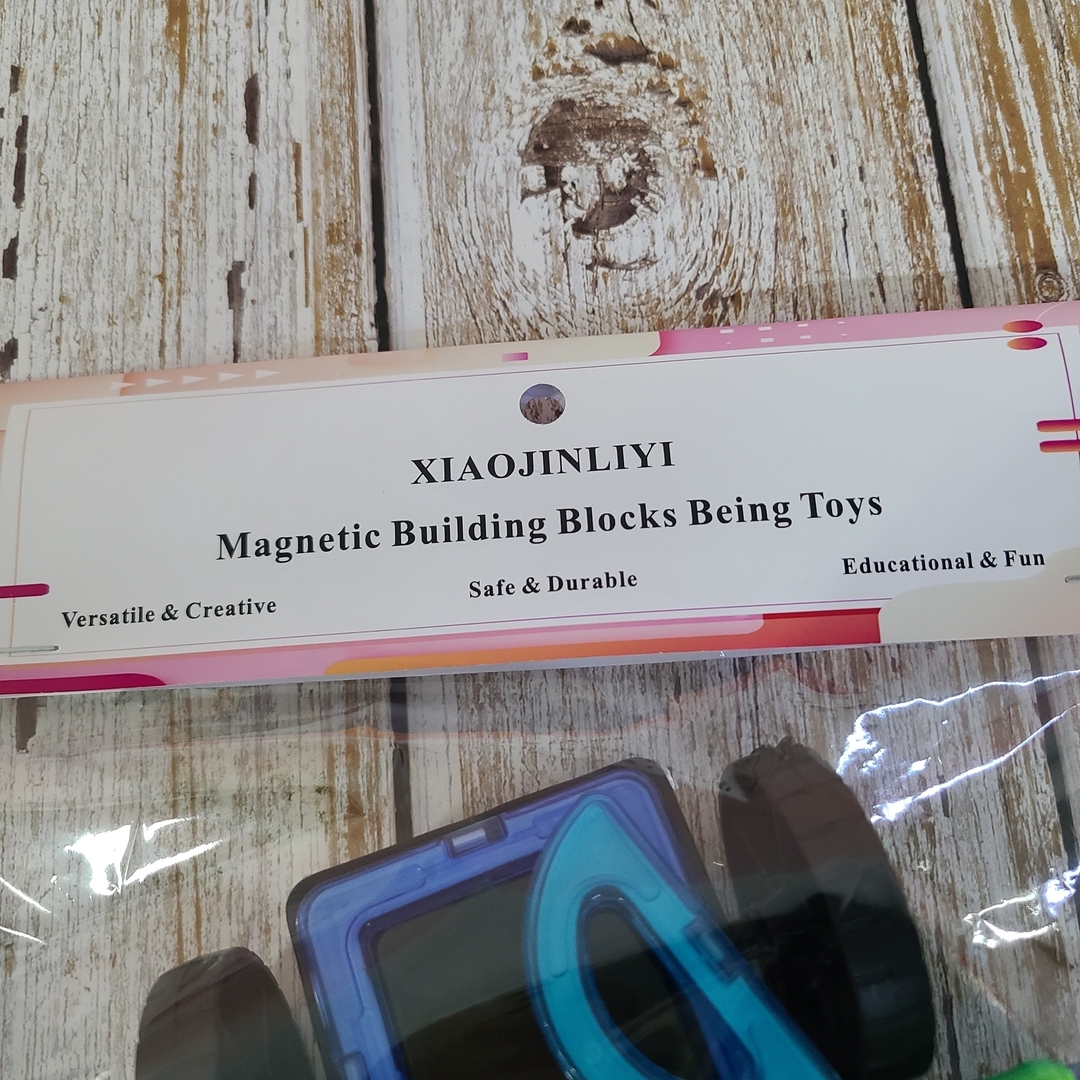 XIAOJINLIYI
Magnetic Building Blocks Being Toys
Versatile & Creative
Safe & Durable
Educational & Fun